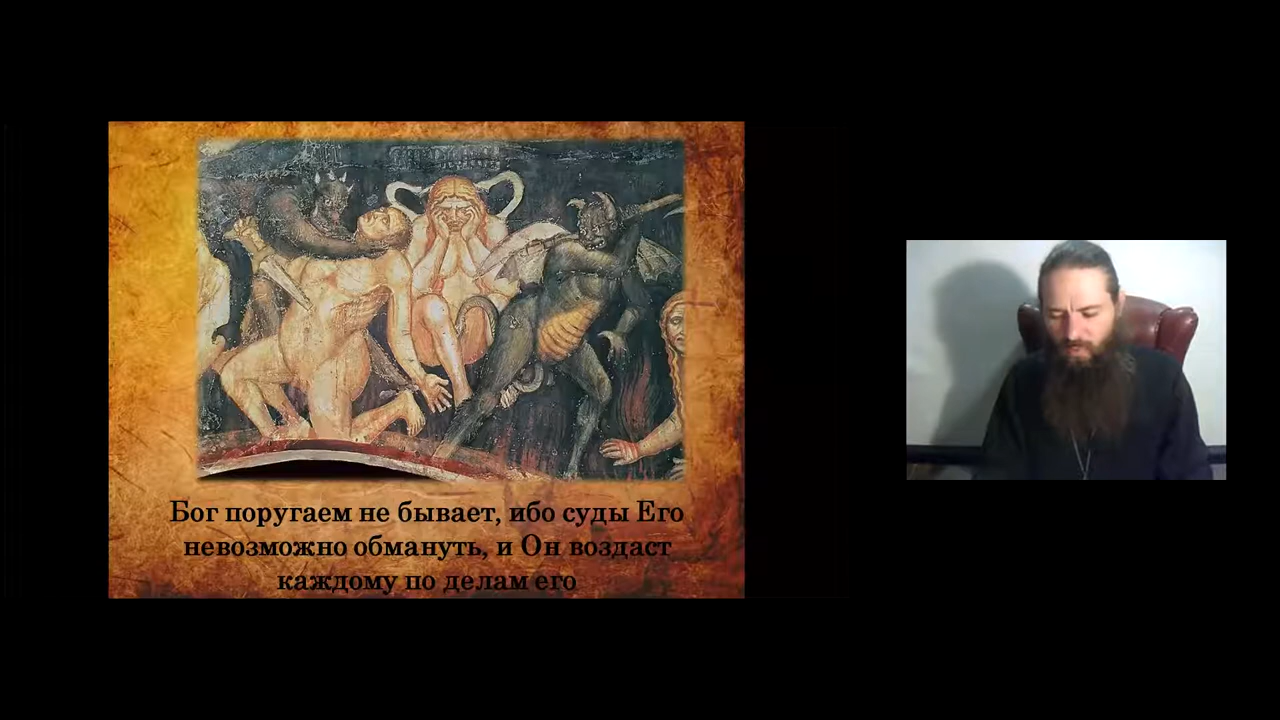 Бог поругаем не бывает, ибо суды Его
невозможно обмануть, и Он воздаст
каждому по делам его